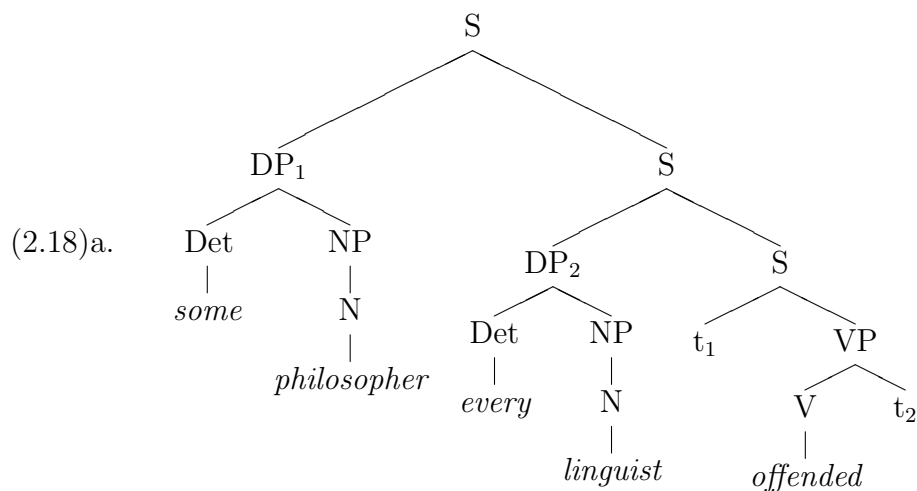 S
DP₁ S
(2.18)a. Det NP DP₂ S
some N Det NP t₁ VP
philosopher every N V t₂
linguist offended